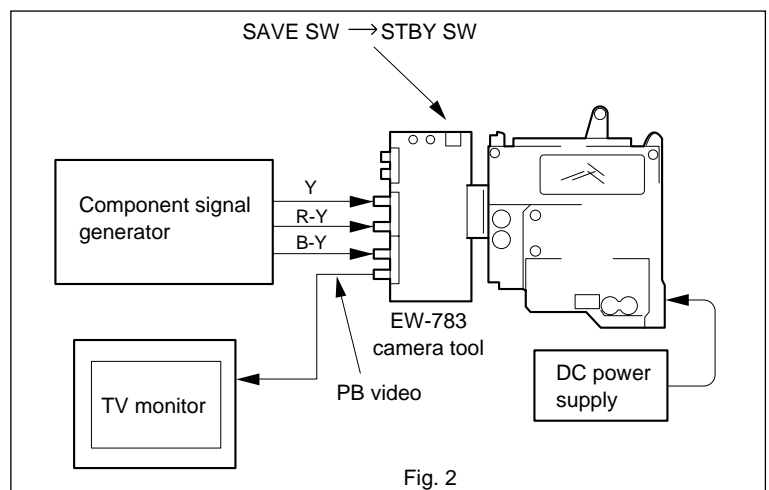 SAVE SW → STBY SW
Component signal
generator
Y
R-Y
B-Y
EW-783
camera tool
TV monitor
PB video
DC power
supply
Fig. 2